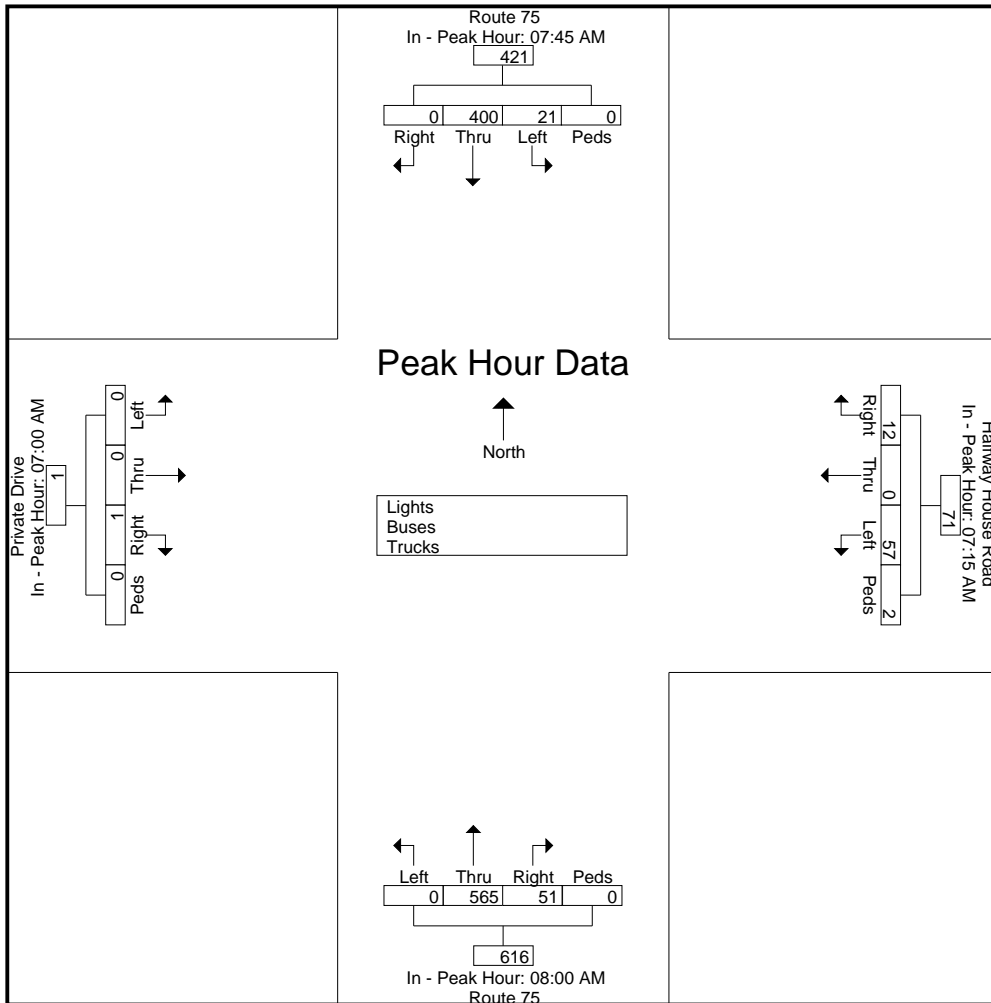 Route 75
In - Peak Hour: 07:45 AM
421
0 400 21 0
Right Thru Left Peds
Peak Hour Data
North
Lights
Buses
Trucks
Private Drive
In - Peak Hour: 07:00 AM
1
0 0 1 0
Left Thru Right Peds
Halfway House Road
In - Peak Hour: 07:15 AM
71
12 0 57 2
Right Thru Left Peds
Left Thru Right Peds
0 565 51 0
616
In - Peak Hour: 08:00 AM
Route 75